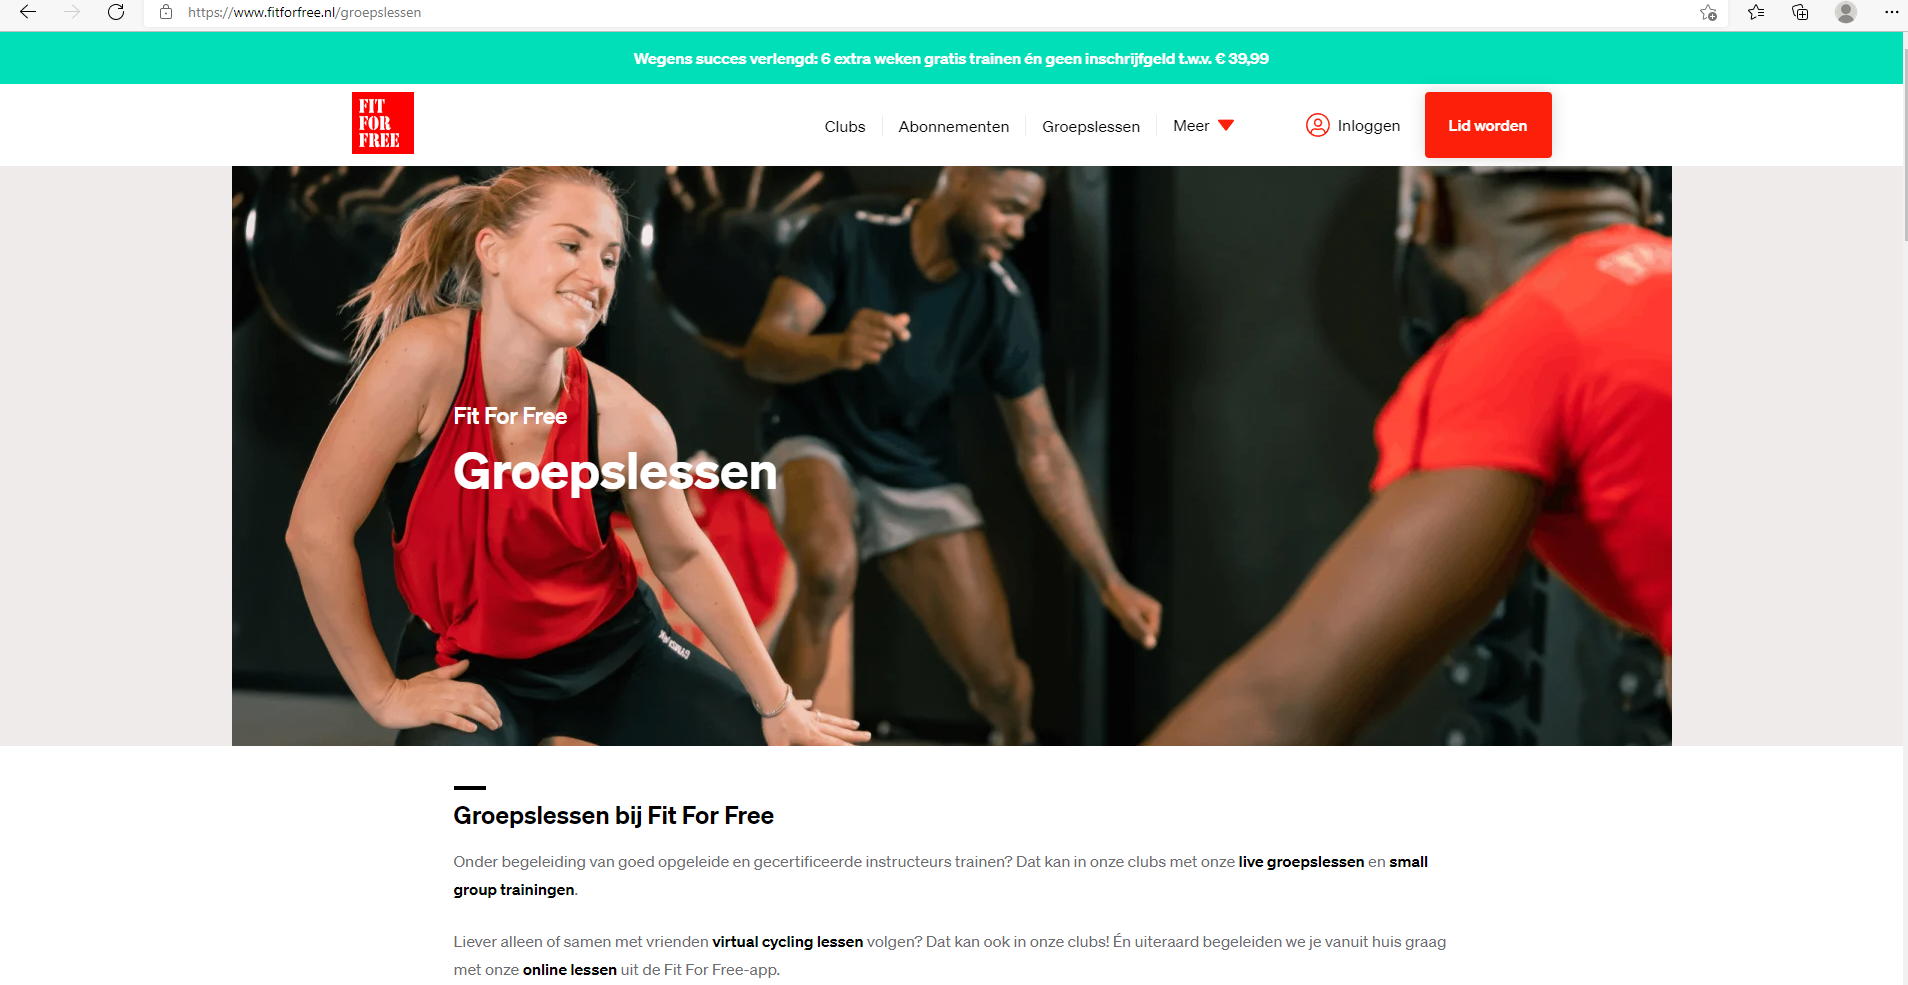 https://www.fitforfree.nl/groepslessen
Wegens succes verlengd: 6 extra weken gratis trainen én geen inschrijfgeld t.w.v. € 39,99
FIT
FOR
FREE
Clubs
Abonnementen
Groepslessen
Meer
Inloggen
Lid worden
Fit For Free
Groepslessen
Groepslessen bij Fit For Free
Onder begeleiding van goed opgeleide en gecertificeerde instructeurs trainen? Dat kan in onze clubs met onze live groepslessen en small
group trainingen.
Liever alleen of samen met vrienden virtual cycling lessen volgen? Dat kan ook in onze clubs! Én uiteraard begeleiden we je vanuit huis graag
met onze online lessen uit de Fit For Free-app.